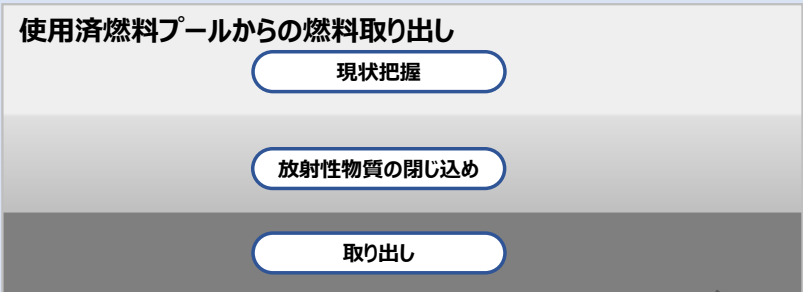 使用済燃料プールからの燃料取り出し
現状把握
放射性物質の閉じ込め
取り出し